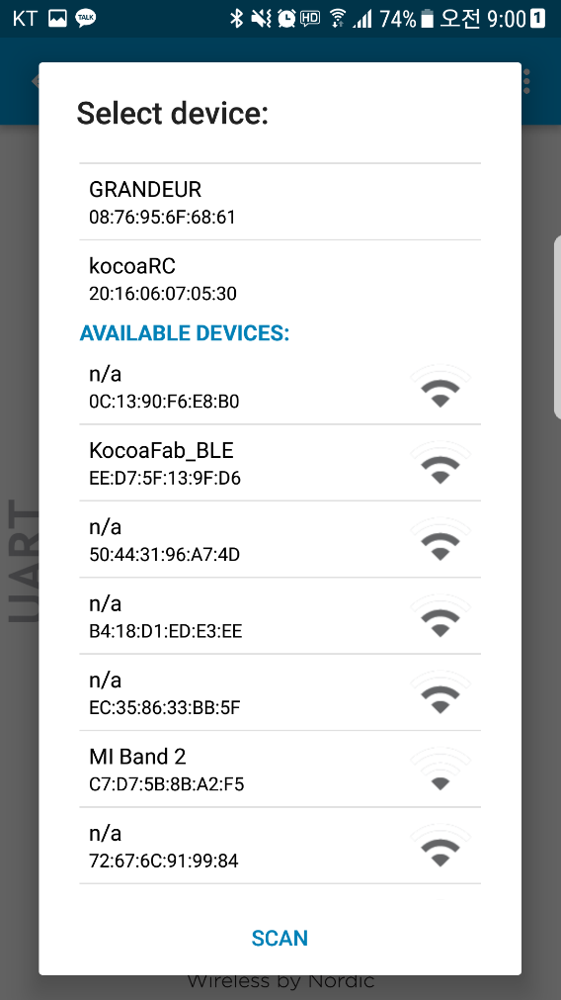 KT TALK HD 74% 오전 9:00 1
Select device:
GRANDEUR
08:76:95:6F:68:61
kocoaRC
20:16:06:07:05:30
AVAILABLE DEVICES:
n/a
0C:13:90:F6:E8:B0
KocoaFab_BLE
EE:D7:5F:13:9F:D6
n/a
50:44:31:96:A7:4D
n/a
B4:18:D1:ED:E3:EE
n/a
EC:35:86:33:BB:5F
MI Band 2
C7:D7:5B:8B:A2:F5
n/a
72:67:6C:91:99:84
SCAN
UART
Wireless by Nordic